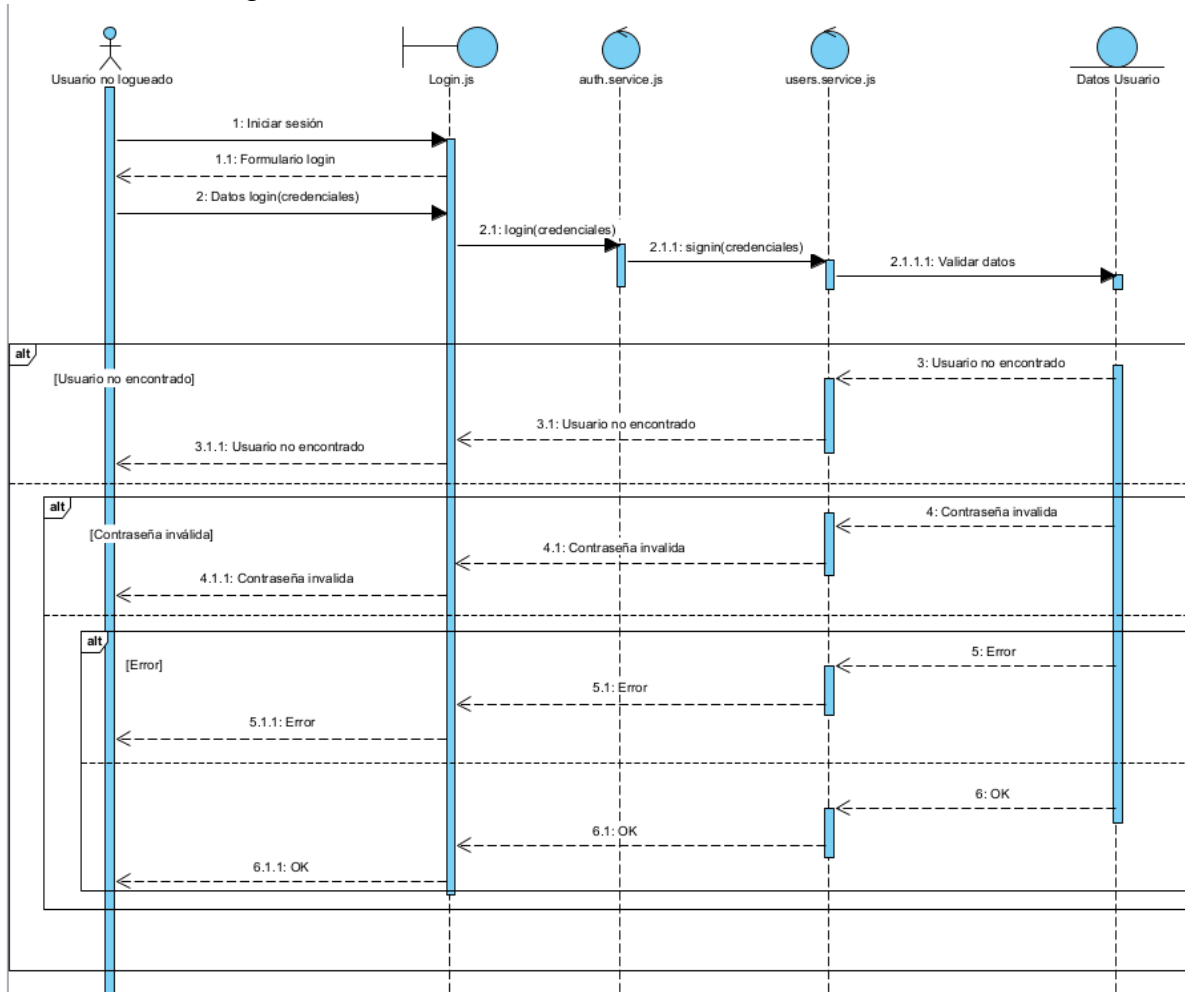 Usuario no logueado
Login.js
auth.service.js
users.service.js
Datos Usuario
1: Iniciar sesión
1.1: Formulario login
2: Datos login(credenciales)
2.1: login(credenciales)
2.1.1: signin(credenciales)
2.1.1.1: Validar datos
alt
[Usuario no encontrado]
3: Usuario no encontrado
3.1: Usuario no encontrado
3.1.1: Usuario no encontrado
alt
[Contraseña inválida]
4: Contraseña invalida
4.1: Contraseña invalida
4.1.1: Contraseña invalida
alt
[Error]
5: Error
5.1: Error
5.1.1: Error
6: OK
6.1: OK
6.1.1: OK